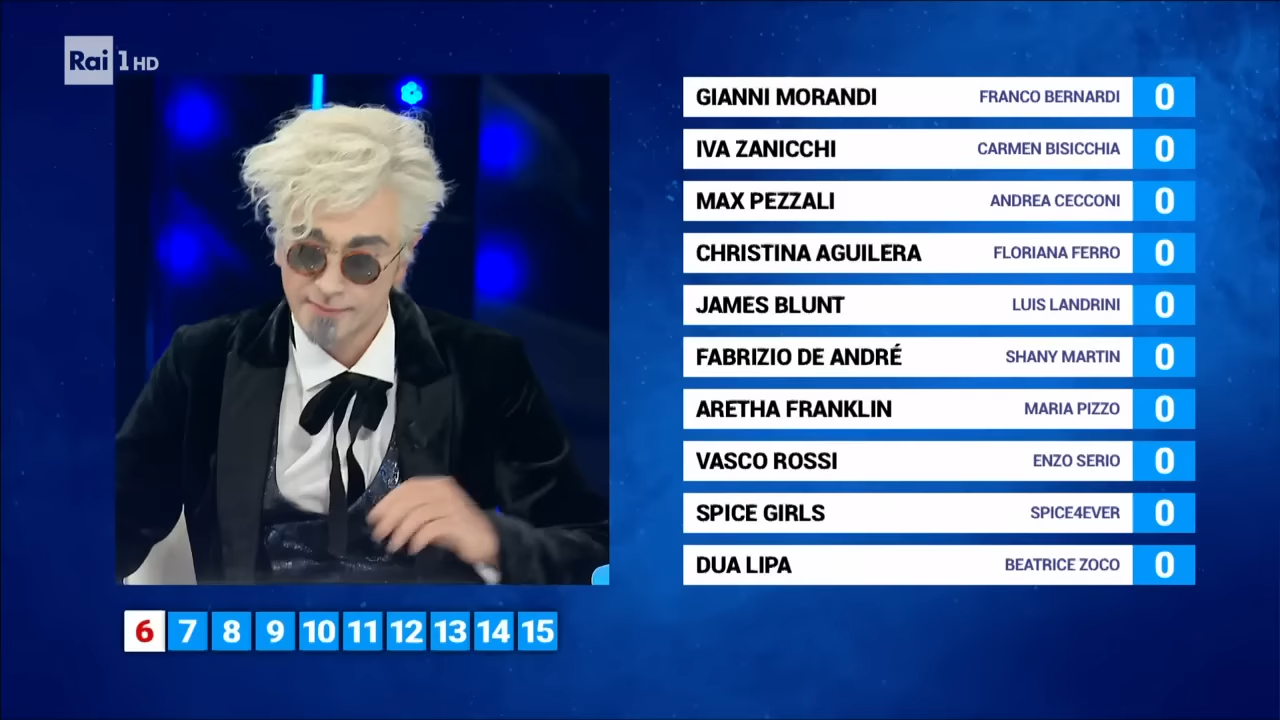 Rai 1 HD
GIANNI MORANDI FRANCO BERNARDI 0
IVA ZANICCHI CARMEN BISICCHIA 0
MAX PEZZALI ANDREA CECCONI 0
CHRISTINA AGUILERA FLORIANA FERRO 0
JAMES BLUNT LUIS LANDRINI 0
FABRIZIO DE ANDRÉ SHANY MARTIN 0
ARETHA FRANKLIN MARIA PIZZO 0
VASCO ROSSI ENZO SERIO 0
SPICE GIRLS SPICE4EVER 0
DUA LIPA BEATRICE ZOCO 0
6 7 8 9 10 11 12 13 14 15